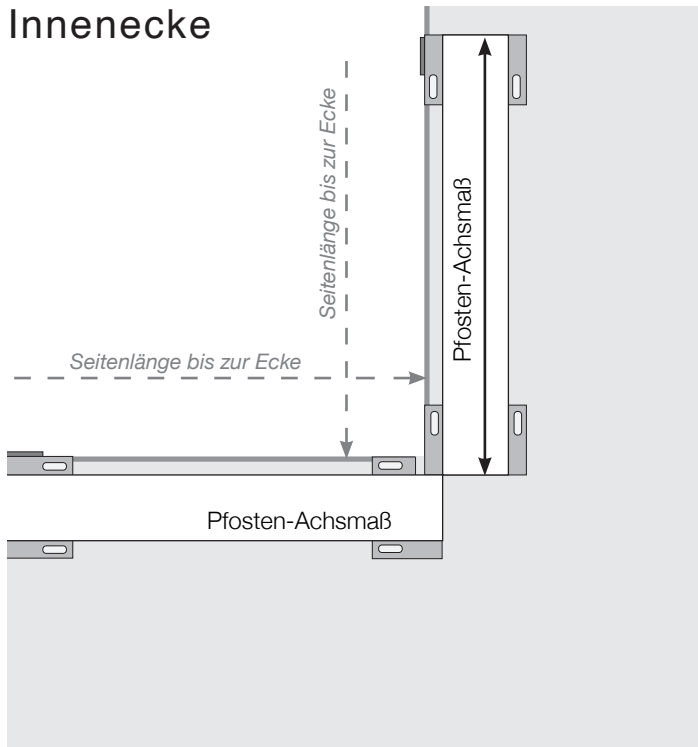 Innenecke
Seitenlänge bis zur Ecke
Pfosten-Achsmaß
Seitenlänge bis zur Ecke
Pfosten-Achsmaß